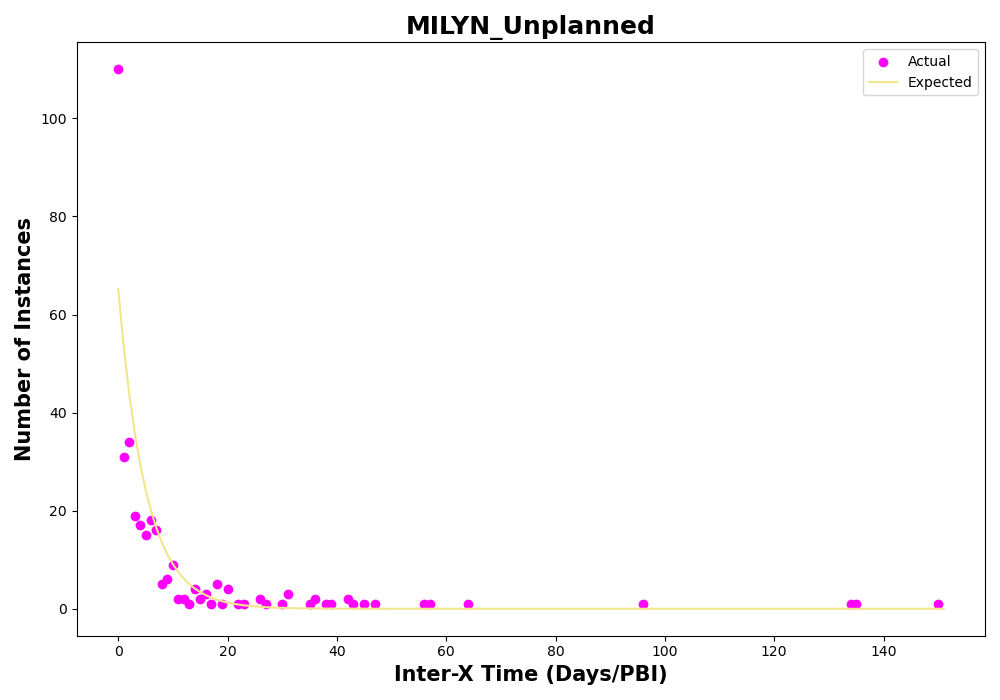 MILYN_Unplanned
Actual
Expected
Number of Instances
100
80
60
40
20
0
0 20 40 60 80 100 120 140
Inter-X Time (Days/PBI)